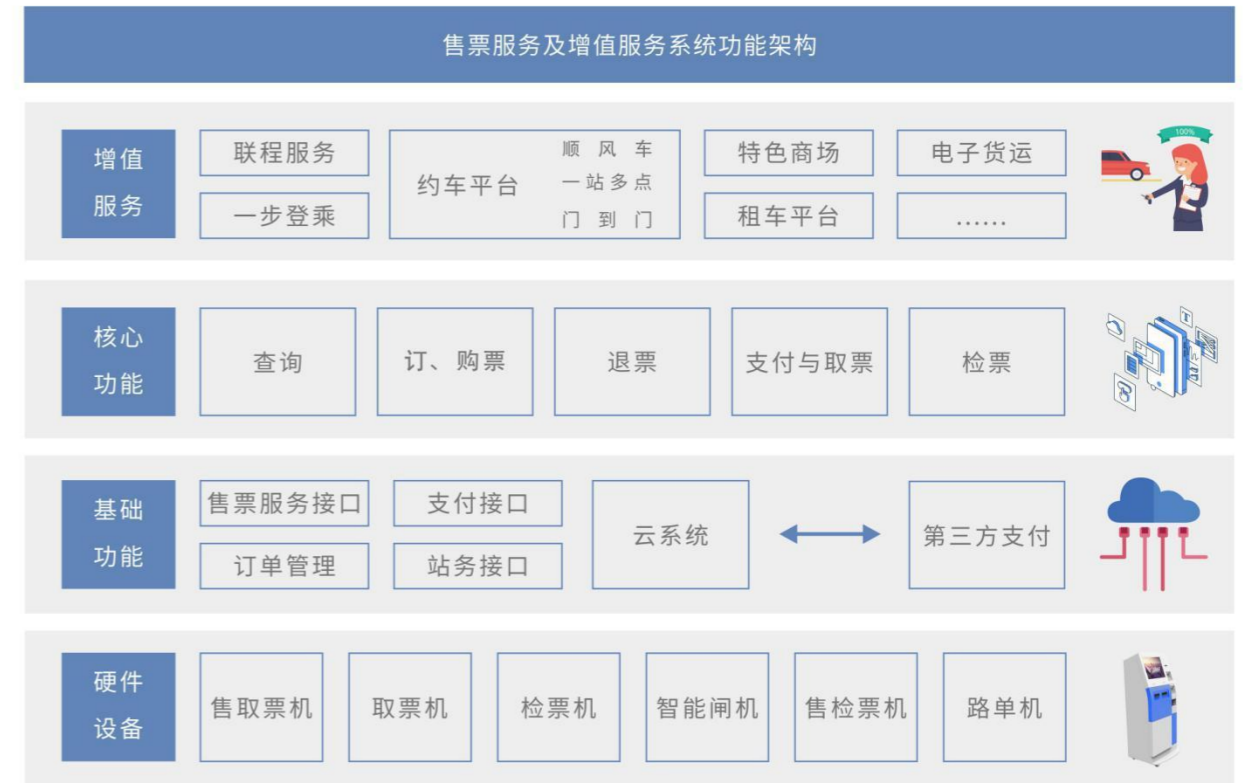 售票服务及增值服务系统功能架构
增值
服务
联程服务
一步登乘
约车平台
顺风车
一站多点
门到门
特色商场
租车平台
电子货运
......
100%
核心
功能
查询
订、购票
退票
支付与取票
检票
T
基础
功能
售票服务接口
支付接口
订单管理
站务接口
云系统
第三方支付
硬件
设备
售取票机
取票机
检票机
智能闸机
售检票机
路单机